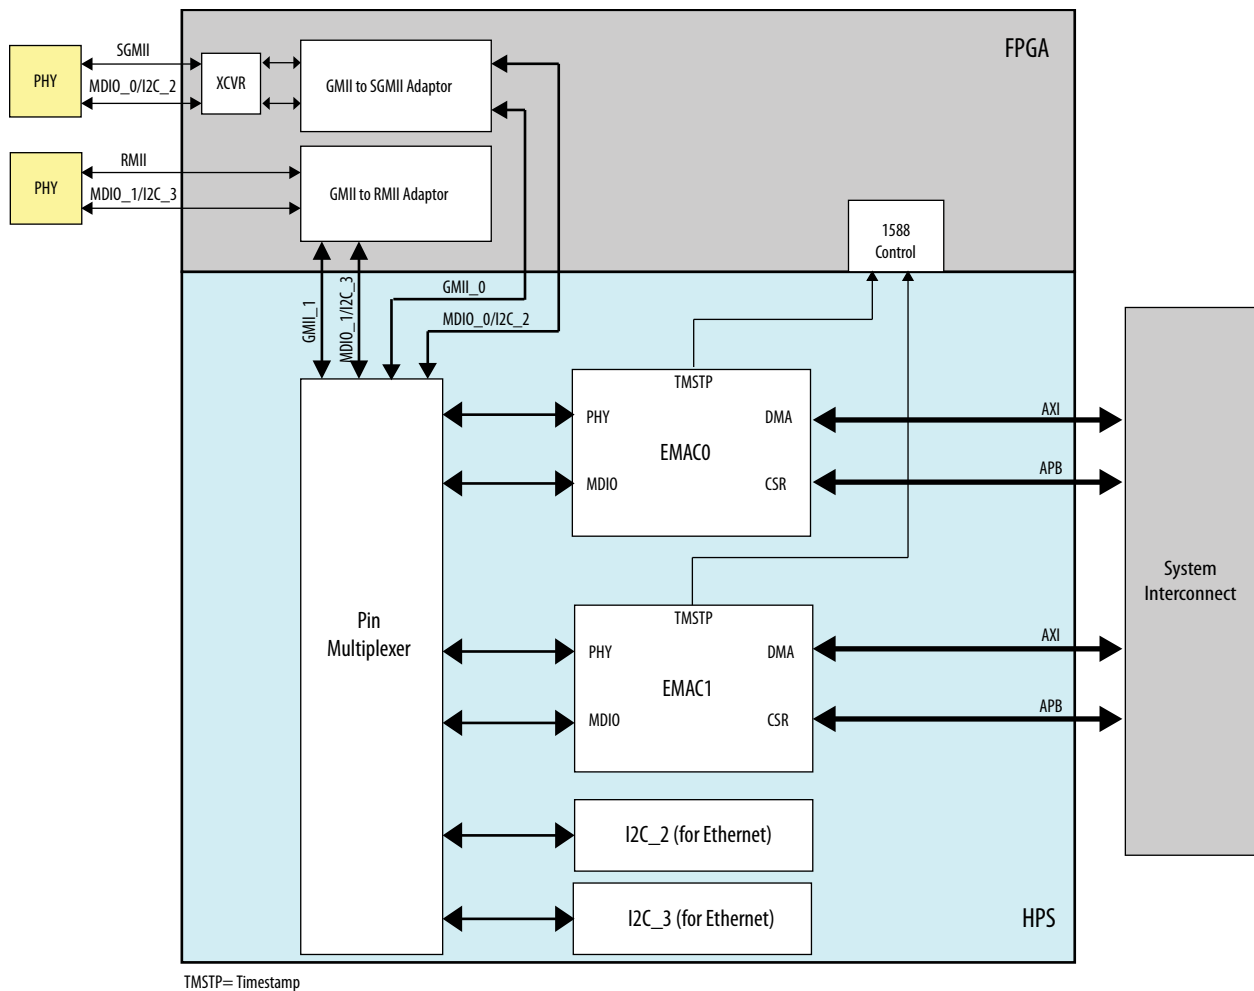 FPGA
SGMII
PHY
MDIO_0/I2C_2
XCVR
GMII to SGMII Adaptor
RMII
PHY
MDIO_1/I2C_3
GMII to RMII Adaptor
1588
Control
GMII_1
MDIO_1/I2C_3
GMII_0
MDIO_0/I2C_2
TMSTP
PHY
DMA
EMAC0
MDIO
CSR
AXI
APB
System
Interconnect
Pin
Multiplexer
TMSTP
PHY
DMA
EMAC1
MDIO
CSR
AXI
APB
I2C_2 (for Ethernet)
I2C_3 (for Ethernet)
HPS
TMSTP= Timestamp